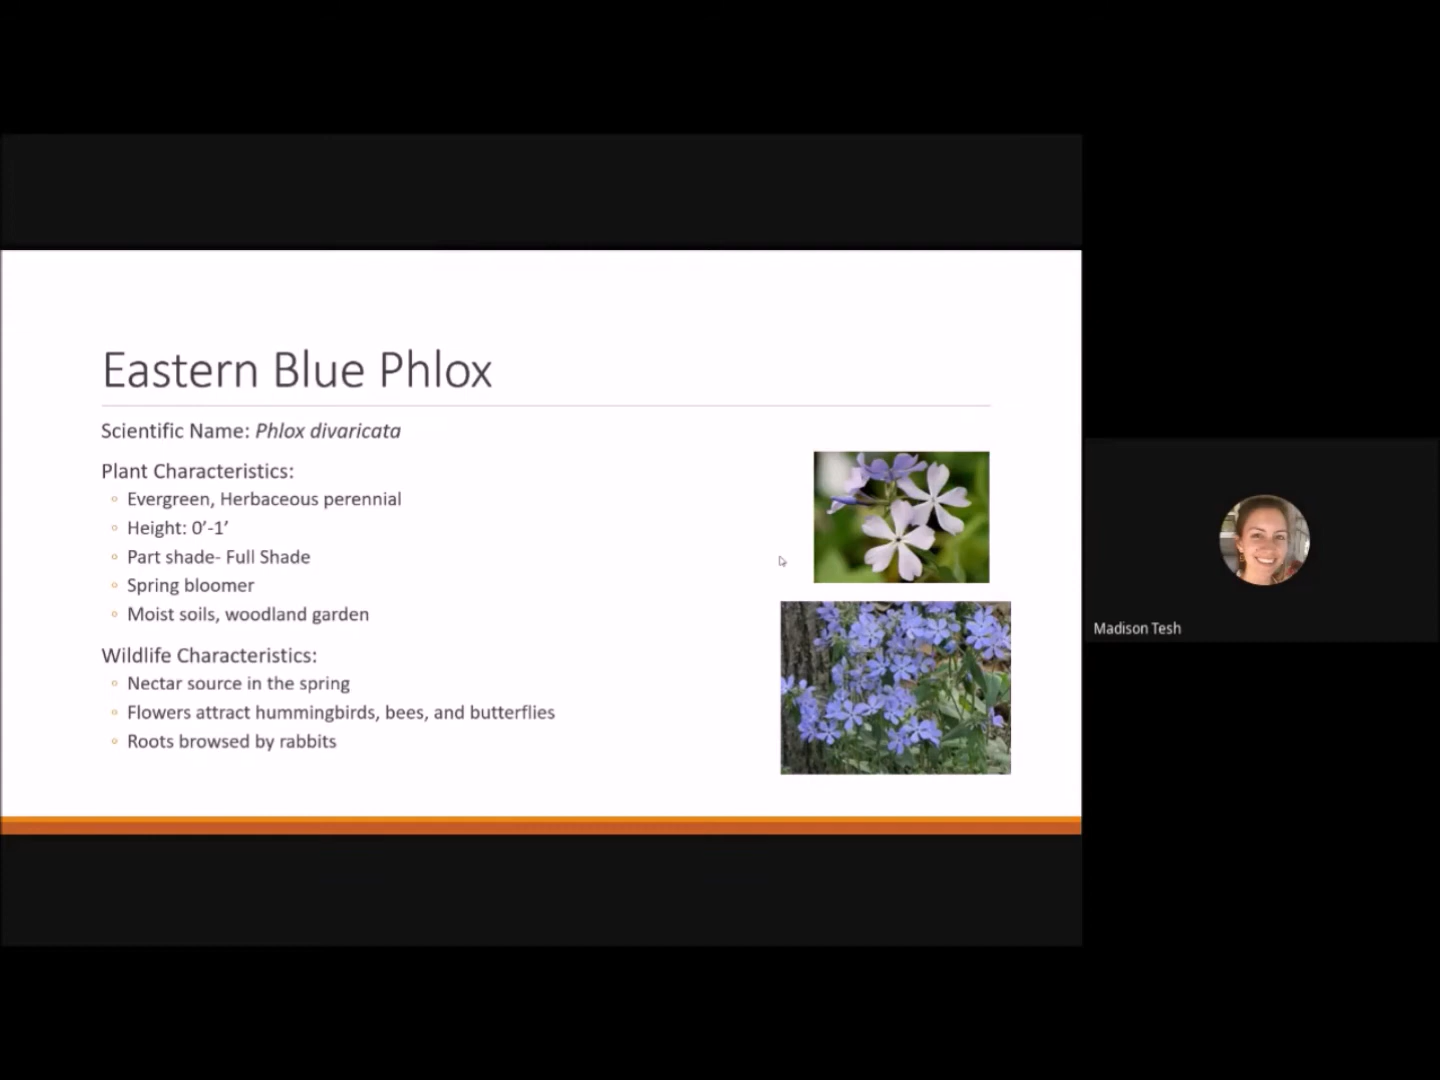 Eastern Blue Phlox
Scientific Name: Phlox divaricata
Plant Characteristics:
◦ Evergreen, Herbaceous perennial
◦ Height: 0’-1’
◦ Part shade- Full Shade
◦ Spring bloomer
◦ Moist soils, woodland garden
Wildlife Characteristics:
◦ Nectar source in the spring
◦ Flowers attract hummingbirds, bees, and butterflies
◦ Roots browsed by rabbits
Madison Tesh